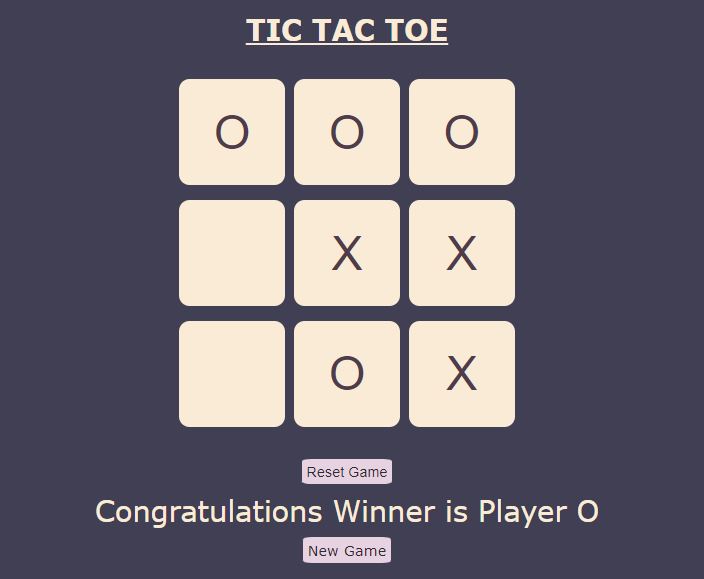 TIC TAC TOE
O O O
X X
O X
Reset Game
Congratulations Winner is Player O
New Game